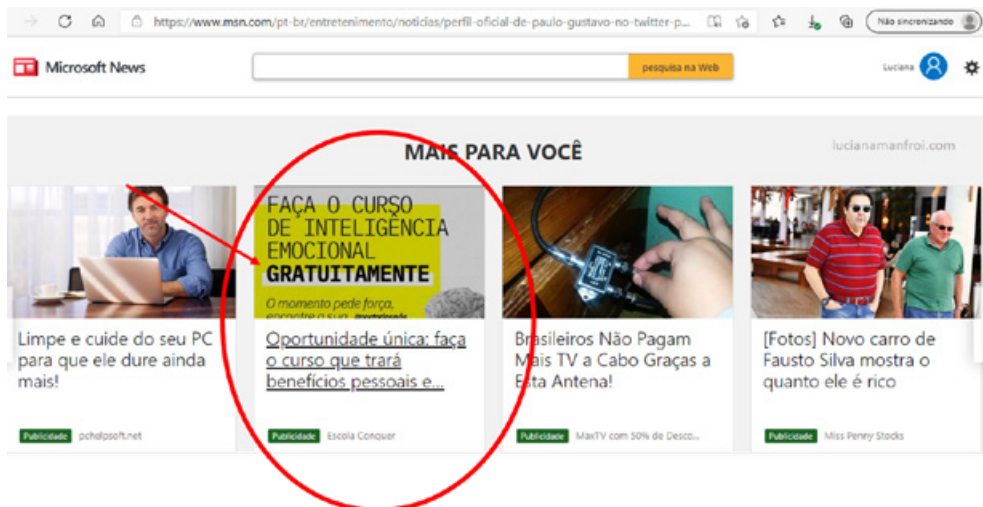 https://www.msn.com/pt-br/entretenimento/noticias/perfil-oficial-de-paulo-gustavo-no-twitter-p...
Não sincronizando
Microsoft News
pesquisa na Web
Luciana
MAIS PARA VOCÊ
lucianamanfroi.com
FAÇA O CURSO
DE INTELIGÊNCIA
EMOCIONAL
GRATUITAMENTE
O momento pede força,
encontre a sua.
Limpe e cuide do seu PC
para que ele dure ainda
mais!
Publicidade pchelpsoft.net
Oportunidade única: faça
o curso que trará
benefícios pessoais e...
Publicidade Escola Conquer
Brasileiros Não Pagam
Mais TV a Cabo Graças a
Esta Antena!
Publicidade MaxTV com 50% de Desco...
[Fotos] Novo carro de
Fausto Silva mostra o
quanto ele é rico
Publicidade Miss Penny Stocks